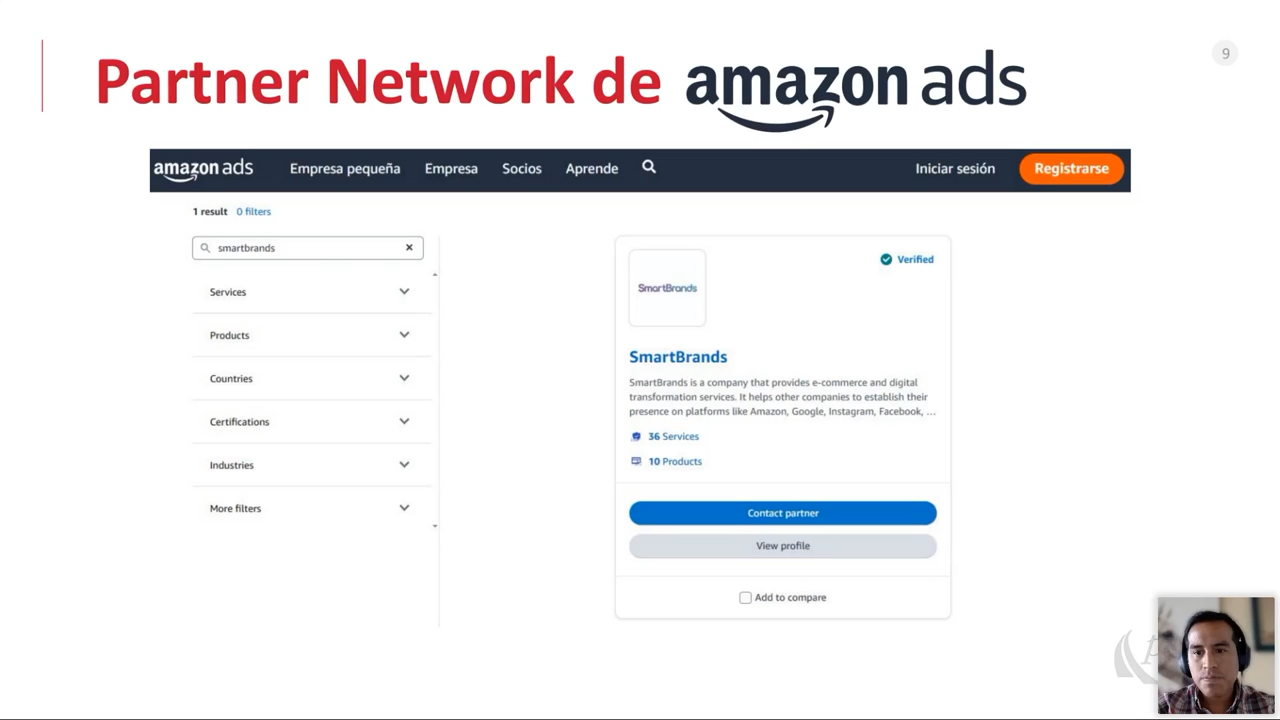 Partner Network de amazon ads
9
amazon ads Empresa pequeña Empresa Socios Aprende Iniciar sesión Registrarse
1 result 0 filters
smartbrands
Services
Products
Countries
Certifications
Industries
More filters
Verified
SmartBrands
SmartBrands
SmartBrands is a company that provides e-commerce and digital
transformation services. It helps other companies to establish their
presence on platforms like Amazon, Google, Instagram, Facebook, ...
36 Services
10 Products
Contact partner
View profile
Add to compare